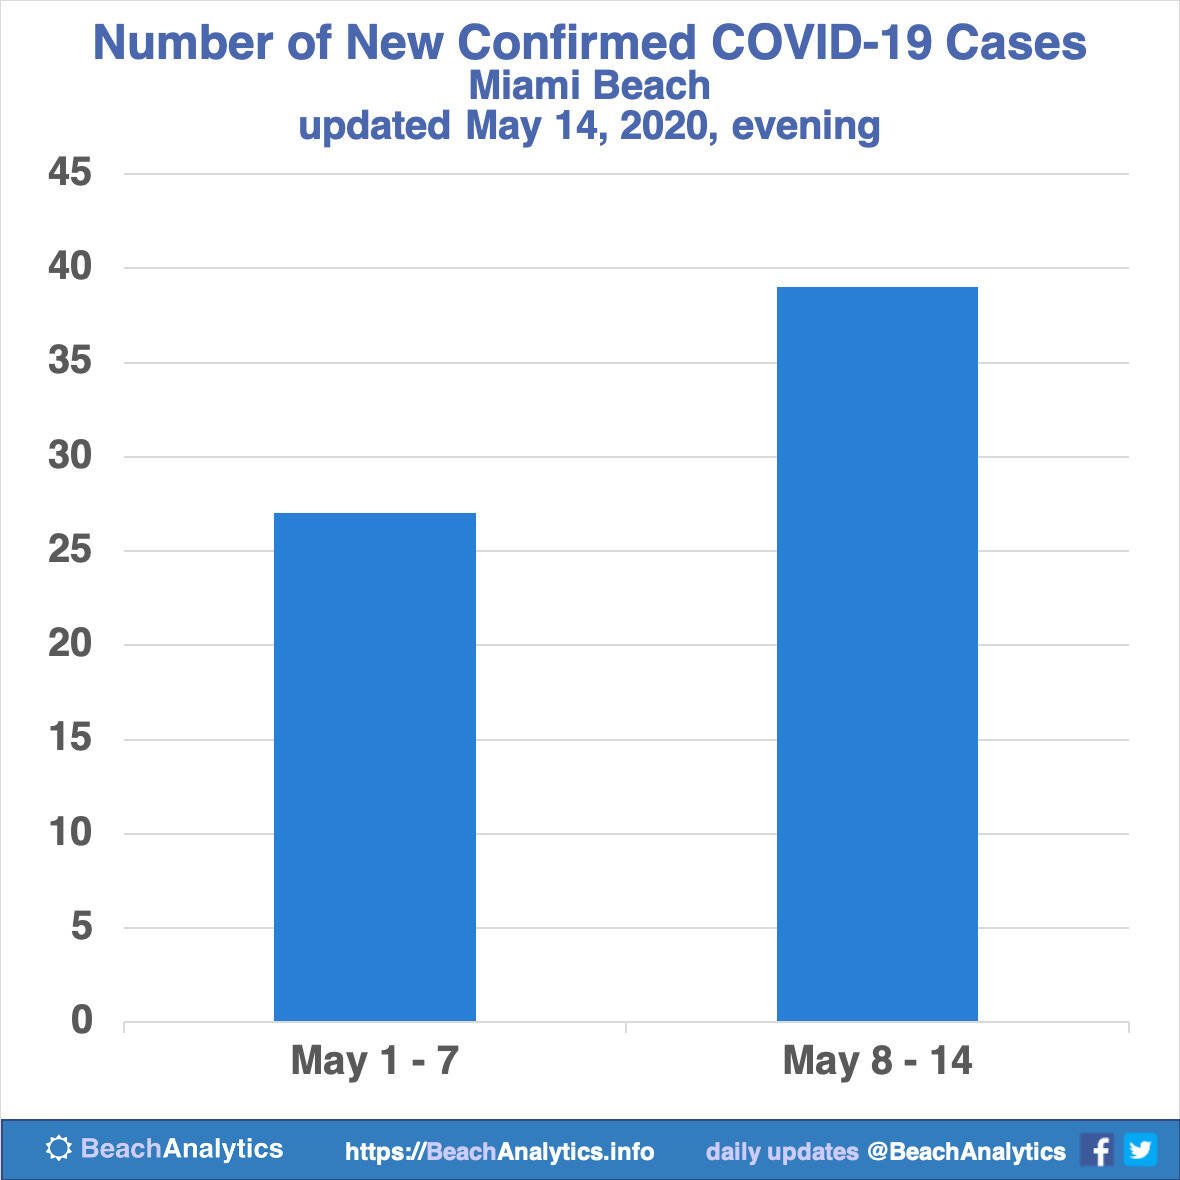 Number of New Confirmed COVID-19 Cases
Miami Beach
updated May 14, 2020, evening
45
40
35
30
25
20
15
10
5
0
May 1 - 7
May 8 - 14
BeachAnalytics
https://BeachAnalytics.info
daily updates @BeachAnalytics